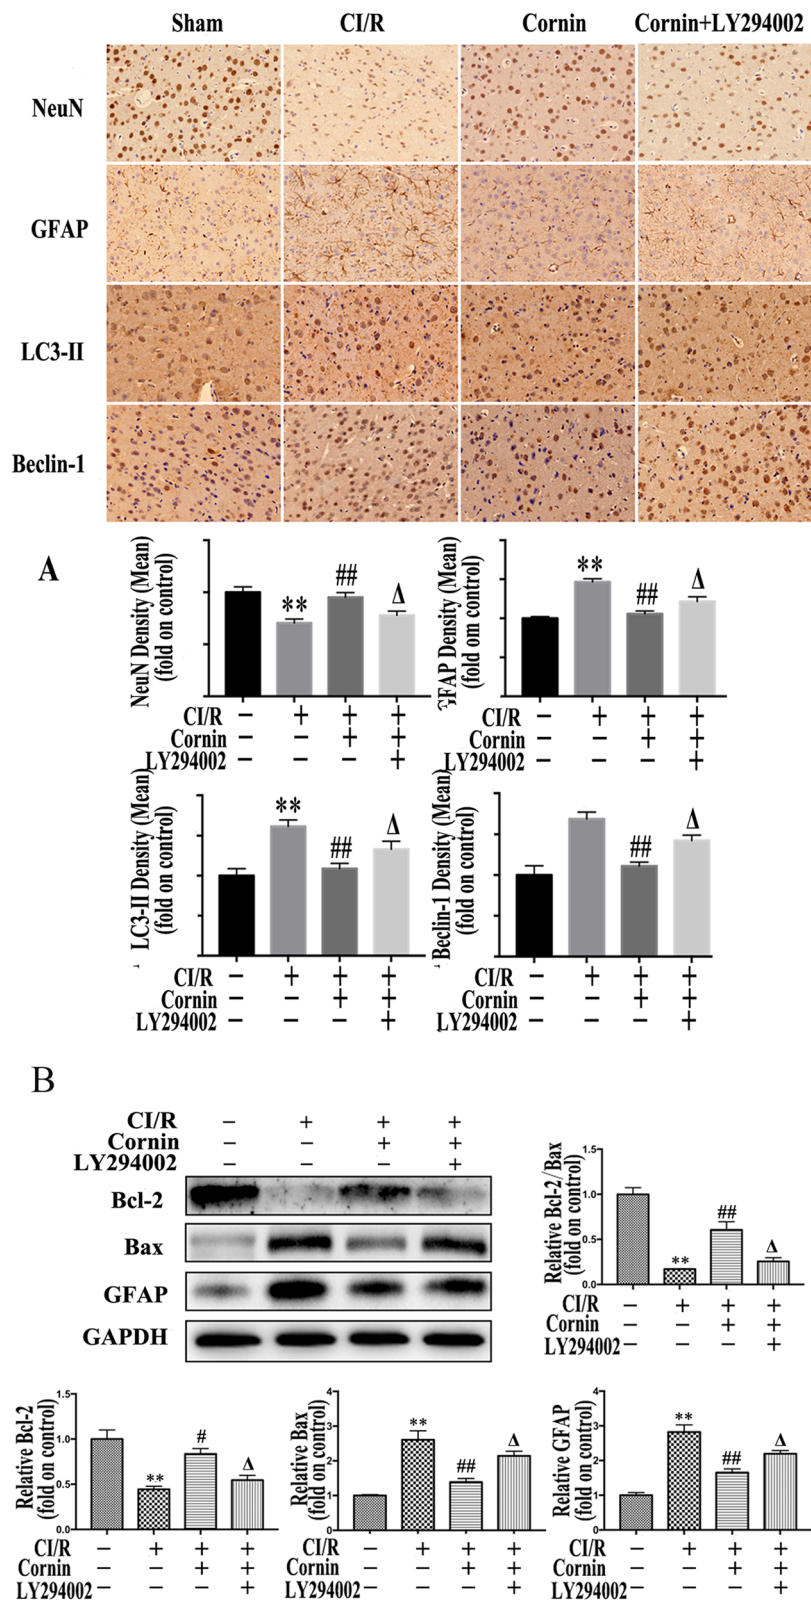 Sham CI/R Cornin Cornin+LY294002
NeuN
GFAP
LC3-II
Beclin-1
A
NeuN Density (Mean)
(fold on control)
** ## Δ
CI/R − + + +
Cornin − − + +
LY294002 − − − +
GFAP Density (Mean)
(fold on control)
** ## Δ
CI/R − + + +
Cornin − − + +
LY294002 − − − +
LC3-II Density (Mean)
(fold on control)
** ## Δ
CI/R − + + +
Cornin − − + +
LY294002 − − − +
Beclin-1 Density (Mean)
(fold on control)
## Δ
CI/R − + + +
Cornin − − + +
LY294002 − − − +
B
CI/R − + + +
Cornin − − + +
LY294002 − − − +
Bcl-2
Bax
GFAP
GAPDH
Relative Bcl-2/Bax
(fold on control)
1.5
1.0
0.5
0.0
** ## Δ
CI/R − + + +
Cornin − − + +
LY294002 − − − +
Relative Bcl-2
(fold on control)
1.5
1.0
0.5
0.0
** # Δ
CI/R − + + +
Cornin − − + +
LY294002 − − − +
Relative Bax
(fold on control)
4
3
2
1
0
** ## Δ
CI/R − + + +
Cornin − − + +
LY294002 − − − +
Relative GFAP
(fold on control)
4
3
2
1
0
** ## Δ
CI/R − + + +
Cornin − − + +
LY294002 − − − +